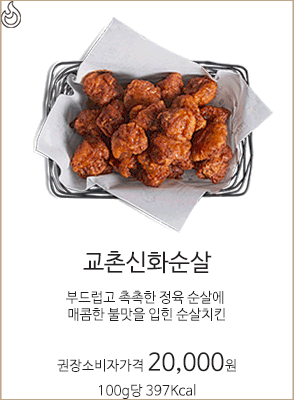 교촌신화순살
부드럽고 촉촉한 정육 순살에
매콤한 불맛을 입힌 순살치킨
권장소비자가격 20,000원
100g당 397Kcal